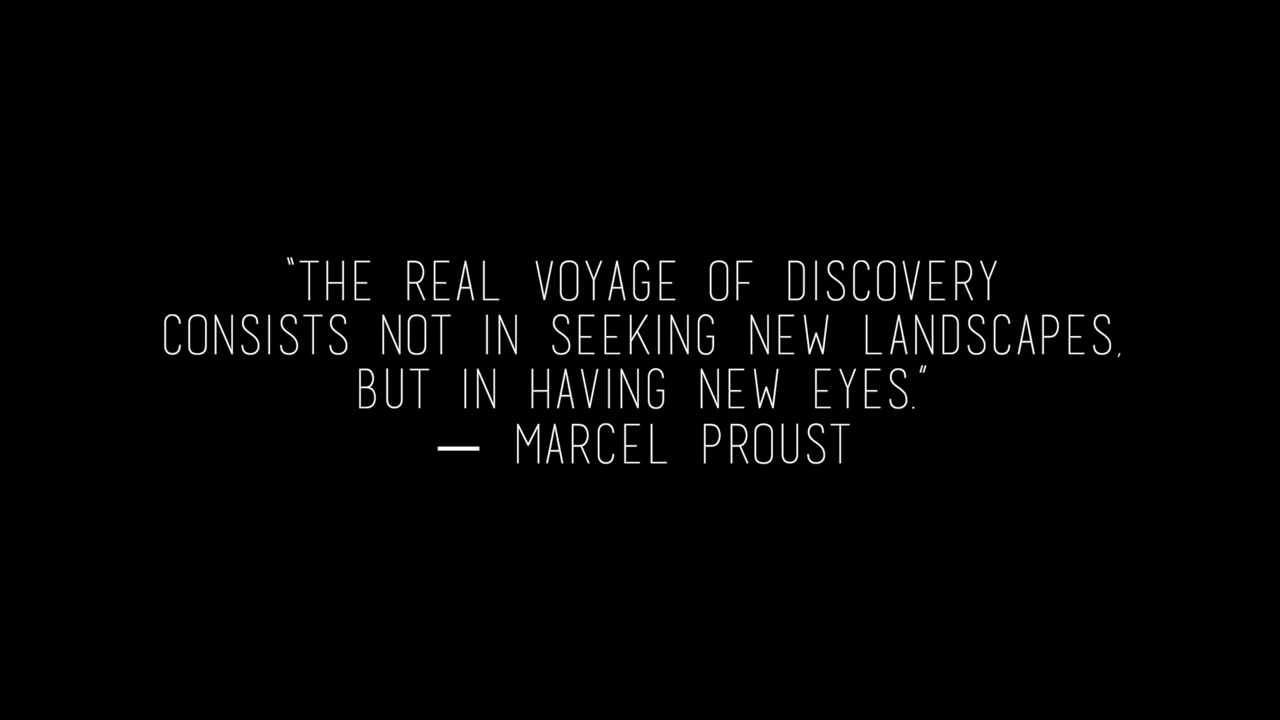 "THE REAL VOYAGE OF DISCOVERY
CONSISTS NOT IN SEEKING NEW LANDSCAPES,
BUT IN HAVING NEW EYES."
— MARCEL PROUST